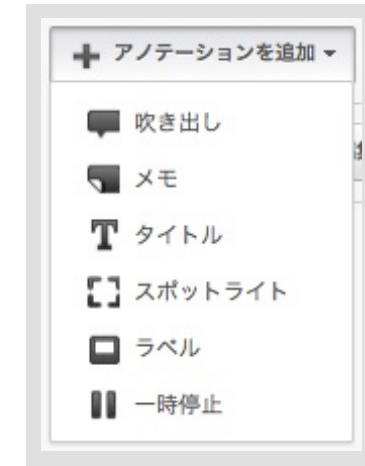 アノテーションを追加
吹き出し
メモ
タイトル
スポットライト
ラベル
一時停止